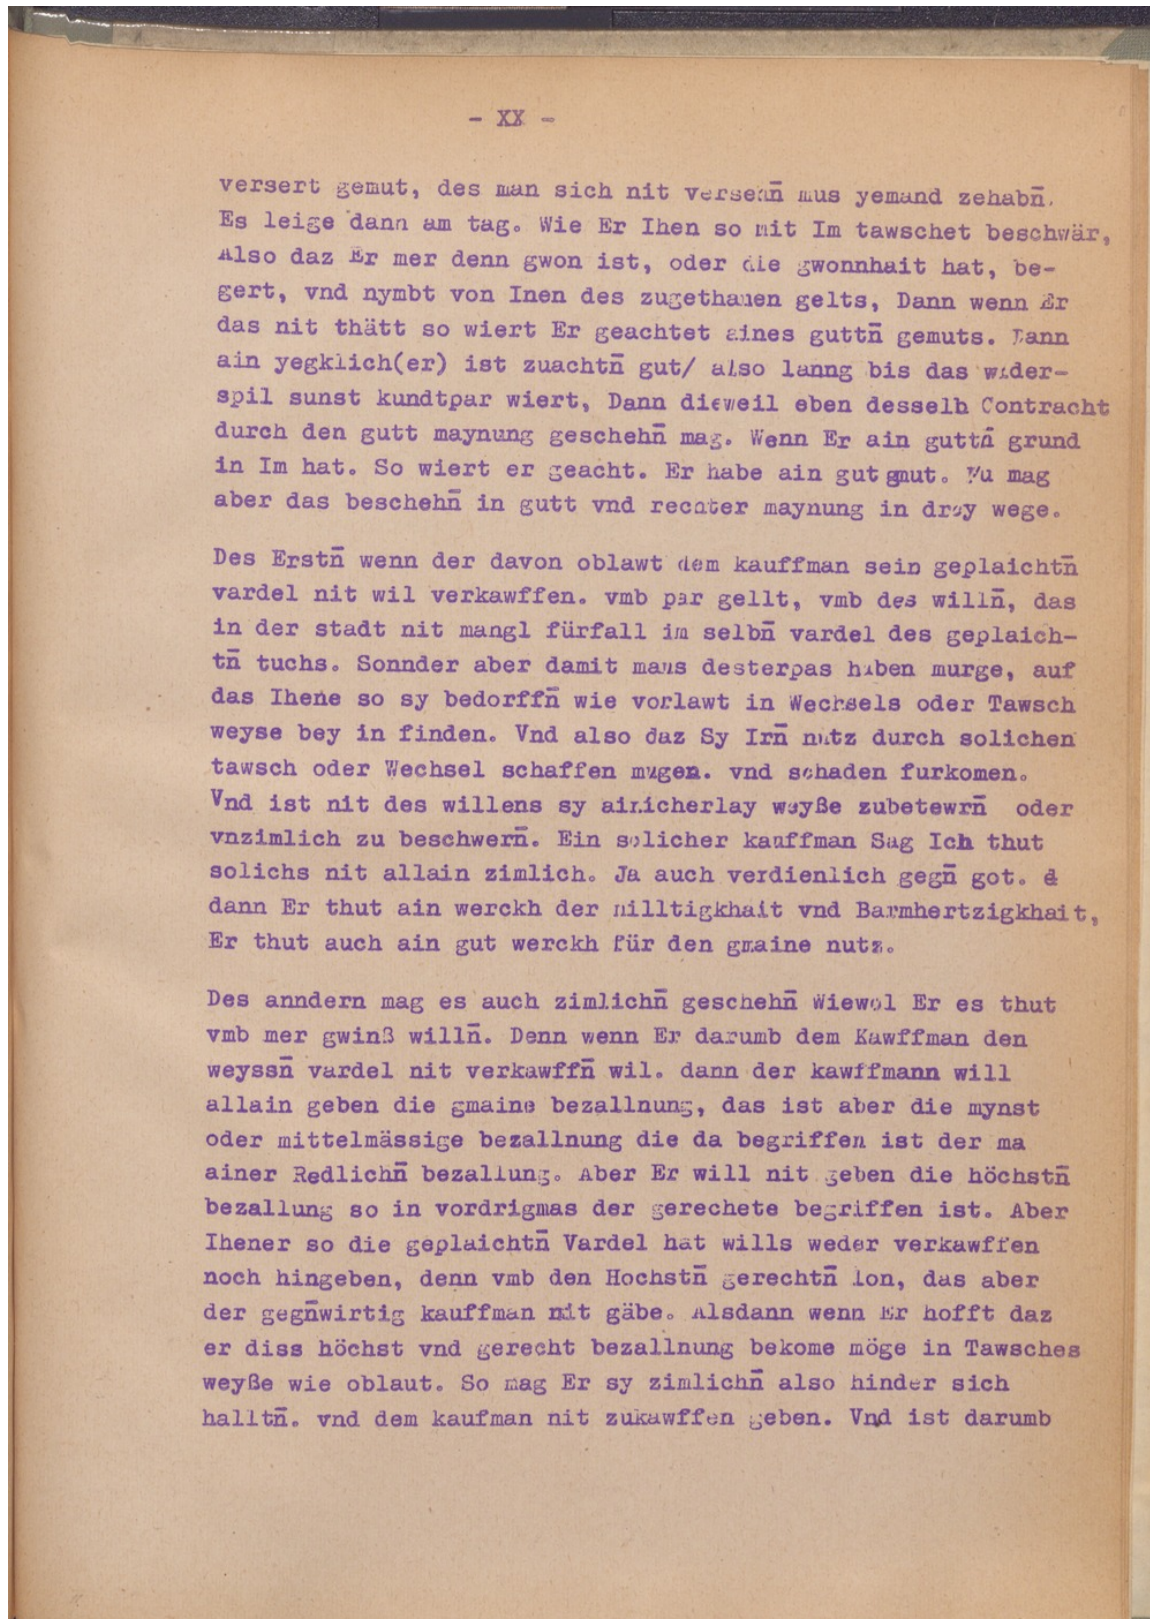 - XX -
versert gemut, des man sich nit versehn̄ mus yemand zehabn̄.
Es leige dann am tag. Wie Er Ihen so mit Im tawschet beschwär,
Also daz Er mer denn gwon ist, oder die gwonnhait hat, be-
gert, vnd nymbt von Inen des zugethanen gelts, Dann wenn Er
das nit thätt so wiert Er geachtet eines guttn̄ gemuts. Dann
ain yegklich(er) ist zuachtn̄ gut/ also lanng bis das wider-
spil sunst kundtpar wiert, Dann dieweil eben desselb Contracht
durch den gutt maynung geschehn̄ mag. Wenn Er ain guttn̄ grund
in Im hat. So wiert er geacht. Er habe ain gut gmut. Nu mag
aber das beschehn̄ in gutt vnd rechter maynung in drey wege.
Des Erstn̄ wenn der davon oblawt dem kauffman sein geplaichtn̄
vardel nit wil verkawffen. vmb par gellt, vmb des willn̄, das
in der stadt nit mangl fürfall im selbn̄ vardel des geplaich-
tn̄ tuchs. Sonnder aber damit mans desterpas haben murge, auf
das Ihene so sy bedorffn̄ wie vorlawt in Wechsels oder Tawsch
weyse bey in finden. Vnd also daz Sy Irn̄ nutz durch solichen
tawsch oder Wechsel schaffen mugen. vnd schaden furkomen.
Vnd ist nit des willens sy ainicherlay weyße zubetewrn̄ oder
vnzimlich zu beschwern̄. Ein solicher kauffman Sag Ich thut
solichs nit allain zimlich. Ja auch verdienlich gegn̄ got.
dann Er thut ain werckh der milltigkhait vnd Barmhertzigkhait,
Er thut auch ain gut werckh für den gmaine nutz.
Des anndern mag es auch zimlichn̄ geschehn̄ Wiewol Er es thut
vmb mer gwinß willn̄. Denn wenn Er darumb dem Kawffman den
weyssn̄ vardel nit verkawffn̄ wil. dann der kawffmann will
allain geben die gmaine bezallnung, das ist aber die mynst
oder mittelmässige bezallnung die da begriffen ist der ma
ainer Redlichn̄ bezallung. Aber Er will nit geben die höchstn̄
bezallung so in vordrigmas der gerechete begriffen ist. Aber
Ihener so die geplaichtn̄ Vardel hat wills weder verkawffen
noch hingeben, denn vmb den Hochstn̄ gerechtn̄ lon, das aber
der gegn̄wirtig kauffman nit gäbe. Alsdann wenn Er hofft daz
er diss höchst vnd gerecht bezallnung bekome möge in Tawsches
weyße wie oblaut. So mag Er sy zimlichn̄ also hinder sich
halltn̄. vnd dem kaufman nit zukawffen geben. Vnd ist darumb